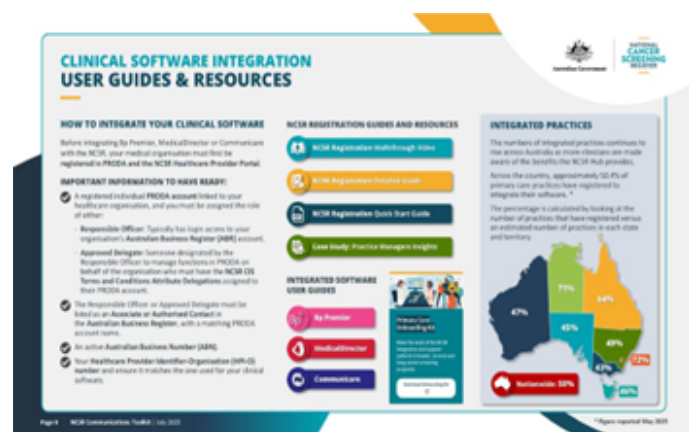 CLINICAL SOFTWARE INTEGRATION
USER GUIDES & RESOURCES
Australian Government
NATIONAL
CANCER
SCREENING
REGISTER
HOW TO INTEGRATE YOUR CLINICAL SOFTWARE
Before integrating Bp Premier, MedicalDirector or Communicare
with the NCSR, your medical organisation must first be
registered in PRODA and the NCSR Healthcare Provider Portal.
IMPORTANT INFORMATION TO HAVE READY:
A registered individual PRODA account linked to your
healthcare organisation, and you must be assigned the role
of either:
- Responsible Officer: Typically has login access to your
organisation's Australian Business Register (ABR) account.
- Approved Delegate: Someone designated by the
Responsible Officer to manage functions in PRODA on
behalf of the organisation who must have the NCSR CIS
Terms and Conditions Attribute Delegations assigned to
their PRODA account.
The Responsible Officer or Approved Delegate must be
listed as an Associate or Authorised Contact in
the Australian Business Register, with a matching PRODA
account name.
An active Australian Business Number (ABN).
Your Healthcare Provider Identifier-Organisation (HPI-O)
number and ensure it matches the one used for your clinical
software.
NCSR REGISTRATION GUIDES AND RESOURCES
NCSR Registration Walkthrough Video
NCSR Registration Detailed Guide
NCSR Registration Quick Start Guide
Case Study: Practice Managers Insights
INTEGRATED SOFTWARE
USER GUIDES
Bp Premier
MedicalDirector
Communicare
Primary Care
Onboarding Kit
INTEGRATED PRACTICES
The numbers of integrated practices continues to
rise across Australia as more clinicians are made
aware of the benefits the NCSR Hub provides.
Across the country, approximately 50.4% of
primary care practices have registered to
integrate their software. *
The percentage is calculated by looking at the
number of practices that have registered versus
an estimated number of practices in each state
and territory.
47%
71%
64%
45%
49%
72%
43%
Nationwide: 50%
Page 8 NCSR Communications Toolkit | July 2025
* Figure reported May 2025